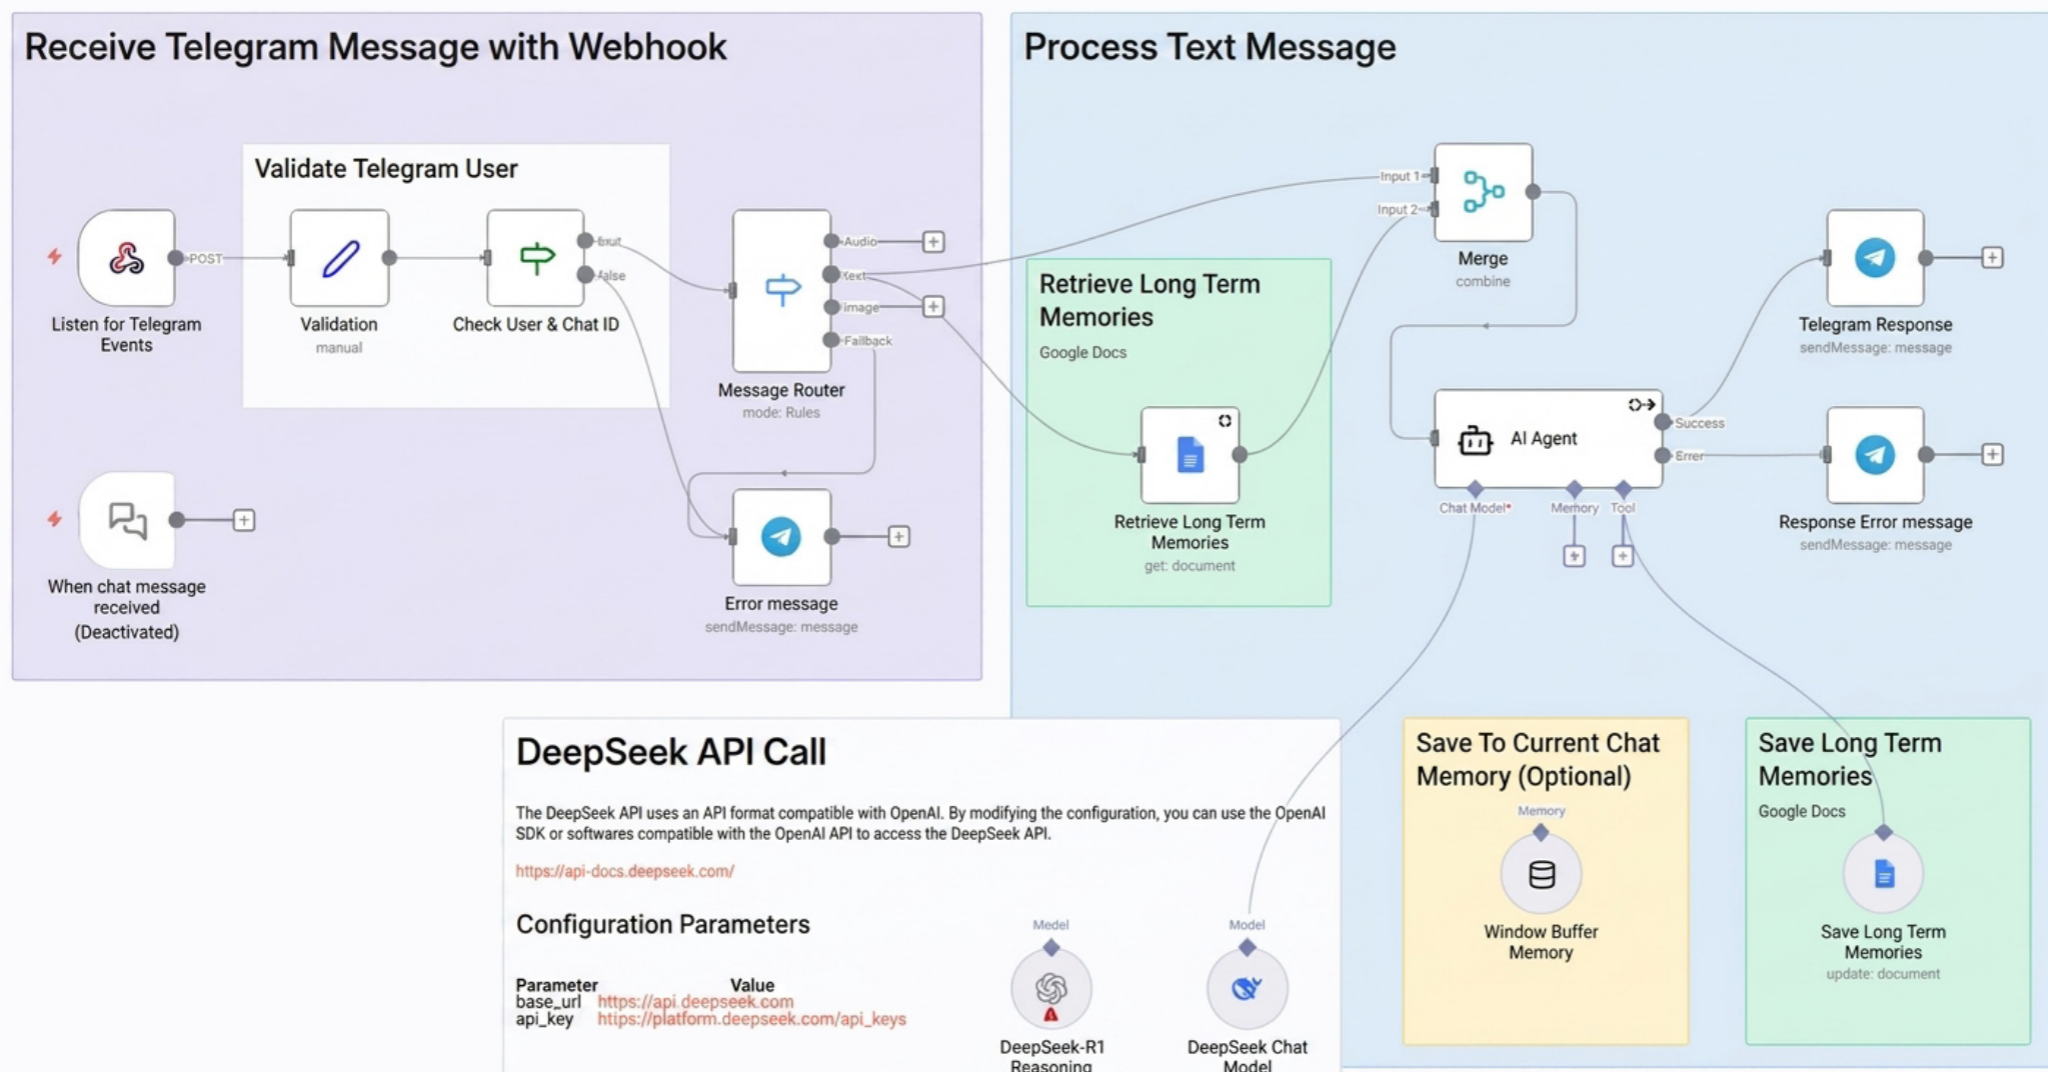 Receive Telegram Message with Webhook
Validate Telegram User
POST
Listen for Telegram
Events
Validation
manual
Check User & Chat ID
false
Audio
text
image
Fallback
Message Router
mode: Rules
When chat message
received
(Deactivated)
Error message
sendMessage: message
Process Text Message
Input 1
Input 2
Merge
combine
Retrieve Long Term
Memories
Google Docs
Retrieve Long Term
Memories
get: document
AI Agent
Success
Errer
Chat Model*
Memory
Tool
Telegram Response
sendMessage: message
Response Error message
sendMessage: message
DeepSeek API Call
The DeepSeek API uses an API format compatible with OpenAI. By modifying the configuration, you can use the OpenAI
SDK or softwares compatible with the OpenAI API to access the DeepSeek API.
https://api-docs.deepseek.com/
Configuration Parameters
Parameter Value
base_url https://api.deepseek.com
api_key https://platform.deepseek.com/api_keys
Medel
DeepSeek-R1
Reasoning
Model
DeepSeek Chat
Model
Save To Current Chat
Memory (Optional)
Memory
Window Buffer
Memory
Save Long Term
Memories
Google Docs
Save Long Term
Memories
update: document